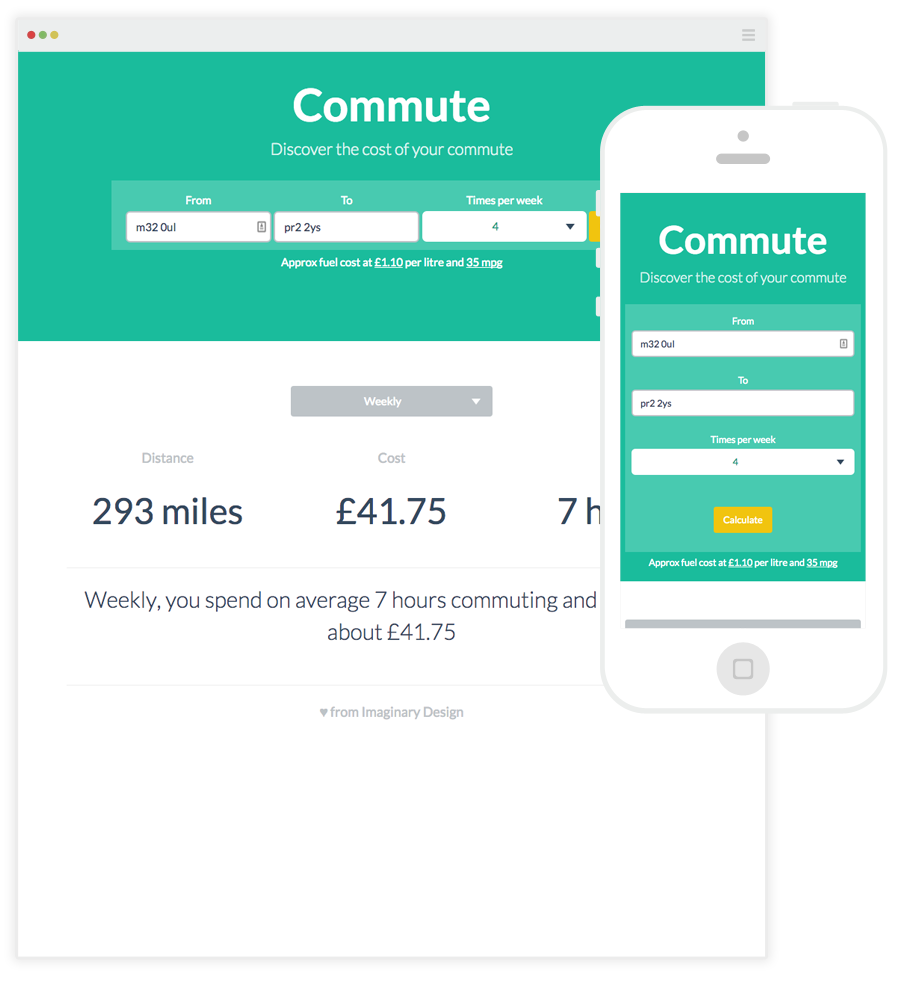 Commute
Discover the cost of your commute
From To Times per week
m32 0ul pr2 2ys 4
Approx fuel cost at £1.10 per litre and 35 mpg
Weekly
Distance Cost
293 miles £41.75 7 h
Weekly, you spend on average 7 hours commuting and
about £41.75
♥ from Imaginary Design
Commute
Discover the cost of your commute
From
m32 0ul
To
pr2 2ys
Times per week
4
Calculate
Approx fuel cost at £1.10 per litre and 35 mpg